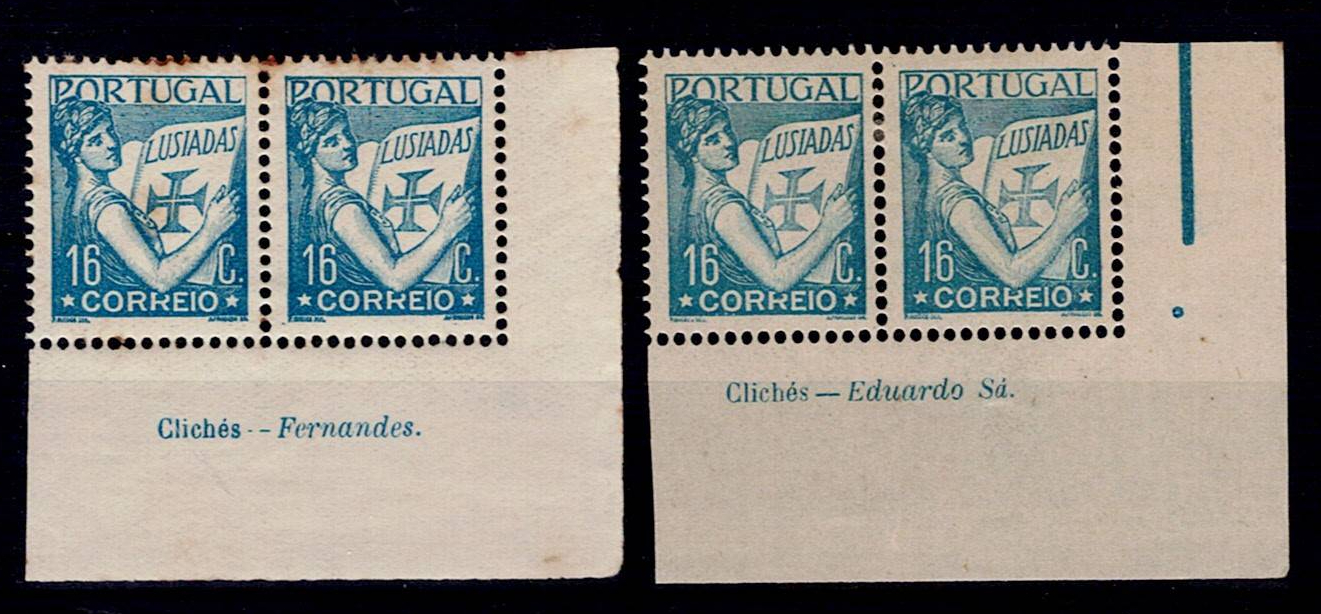 PORTUGAL
LUSIADAS
16 C.
★ CORREIO ★
PORTUGAL
LUSIADAS
16 C.
★ CORREIO ★
Clichés -- Fernandes.
PORTUGAL
LUSIADAS
16 C.
★ CORREIO ★
PORTUGAL
LUSIADAS
16 C.
★ CORREIO ★
Clichés — Eduardo Sá.